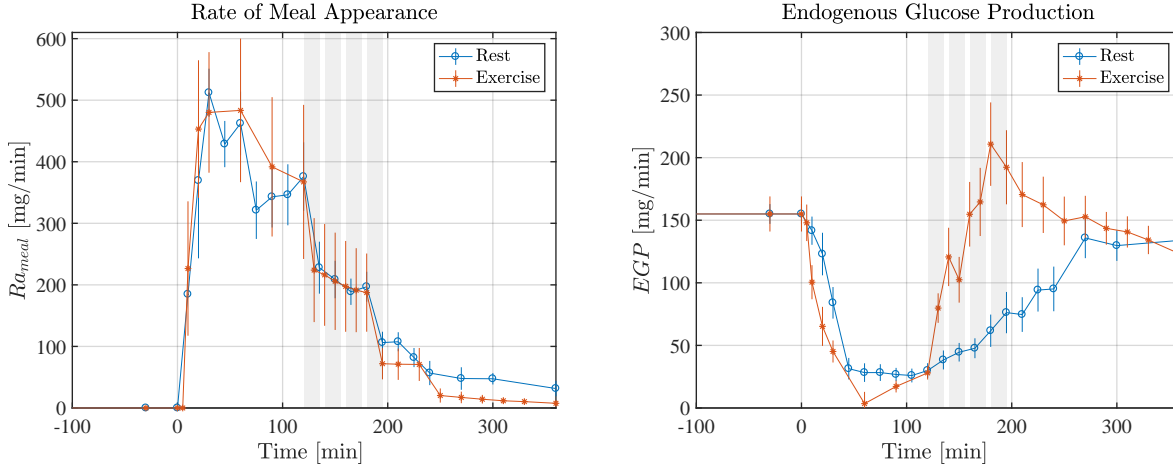 Rate of Meal Appearance
600
500
400
300
200
100
0
-100
0
100
200
300
Ra_meal [mg/min]
Time [min]
Rest
Exercise
Endogenous Glucose Production
300
250
200
150
100
50
0
-100
0
100
200
300
EGP [mg/min]
Time [min]
Rest
Exercise